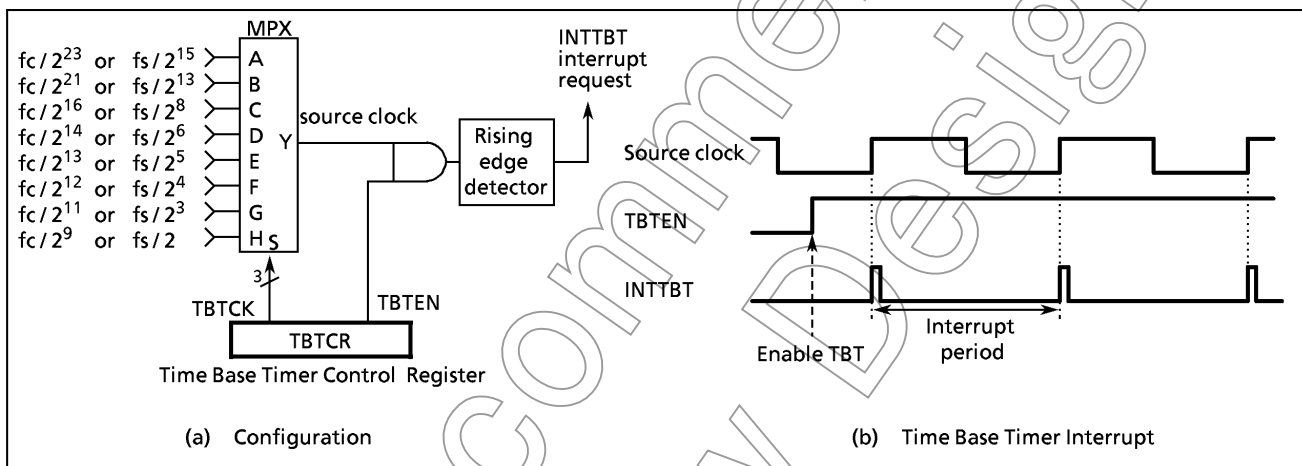 MPX
fc/2^23 or fs/2^15 A
fc/2^21 or fs/2^13 B
fc/2^16 or fs/2^8 C
fc/2^14 or fs/2^6 D
fc/2^13 or fs/2^5 E
fc/2^12 or fs/2^4 F
fc/2^11 or fs/2^3 G
fc/2^9 or fs/2 H
Y
S
source clock
Rising
edge
detector
INTTBT
interrupt
request
3
TBTCK
TBTEN
TBTCR
Time Base Timer Control Register
(a) Configuration
Source clock
TBTEN
INTTBT
Enable TBT
Interrupt
period
(b) Time Base Timer Interrupt